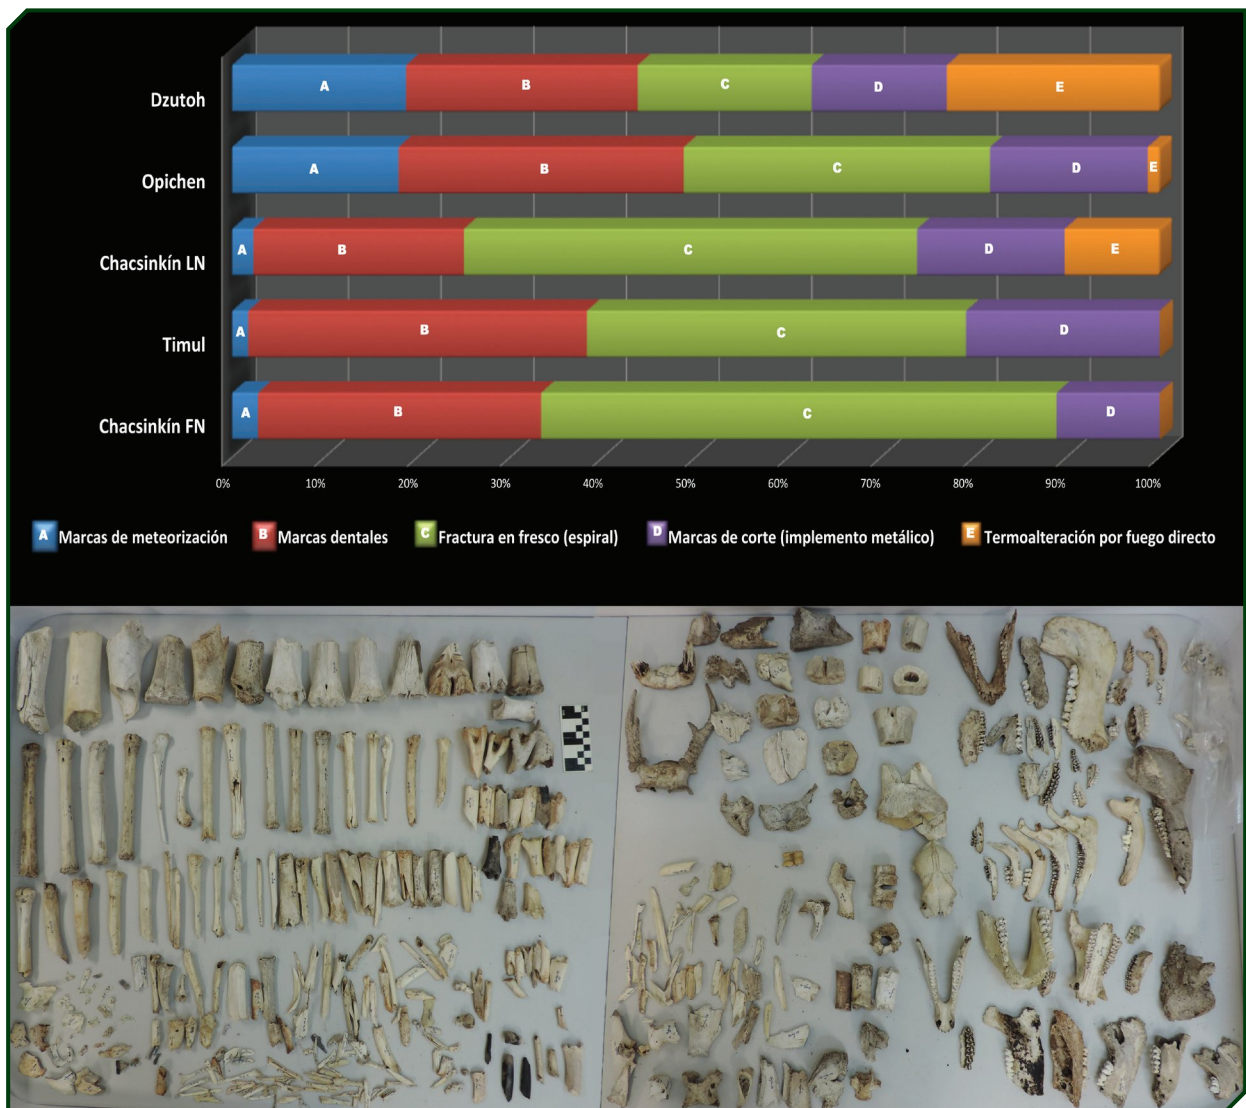 Dzutoh A B C D E
Opichen A B C D E
Chacsinkín LN A B C D E
Timul A B C D
Chacsinkín FN A B C D
0% 10% 20% 30% 40% 50% 60% 70% 80% 90% 100%
A Marcas de meteorización B Marcas dentales C Fractura en fresco (espiral) D Marcas de corte (implemento metálico) E Termoalteración por fuego directo